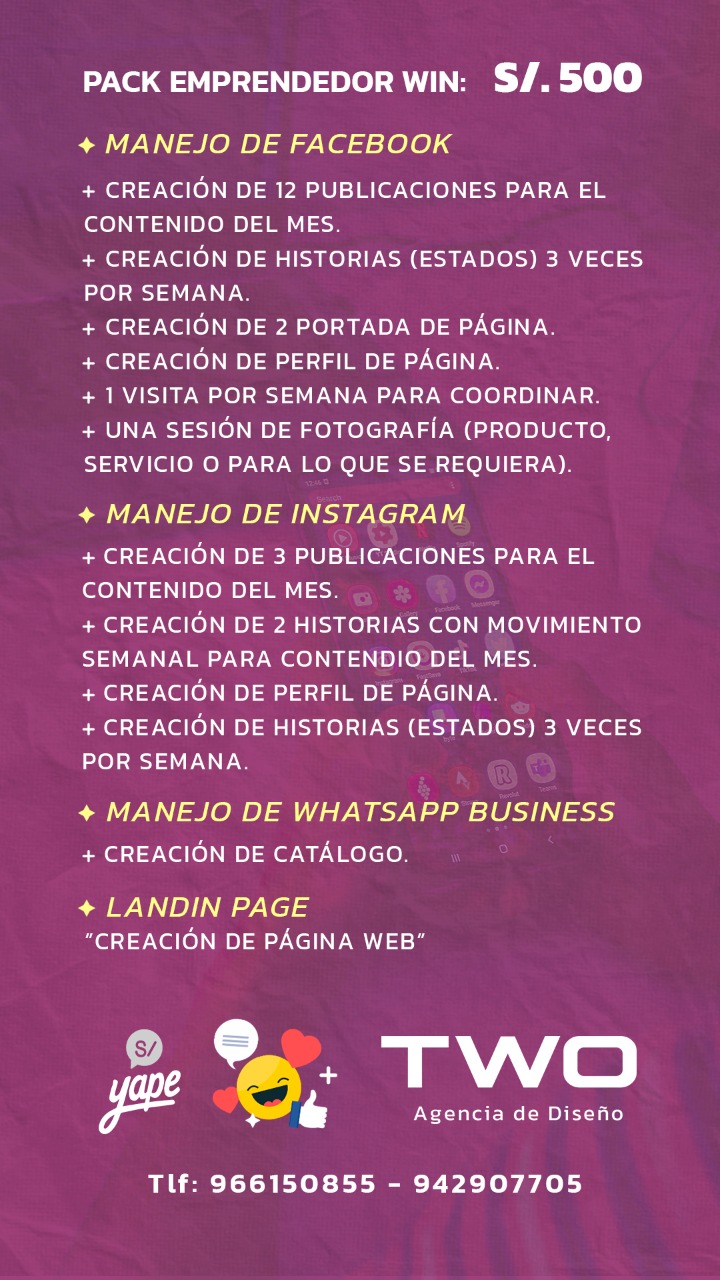 PACK EMPRENDEDOR WIN: S/. 500
✦ MANEJO DE FACEBOOK
+ CREACIÓN DE 12 PUBLICACIONES PARA EL
CONTENIDO DEL MES.
+ CREACIÓN DE HISTORIAS (ESTADOS) 3 VECES
POR SEMANA.
+ CREACIÓN DE 2 PORTADA DE PÁGINA.
+ CREACIÓN DE PERFIL DE PÁGINA.
+ 1 VISITA POR SEMANA PARA COORDINAR.
+ UNA SESIÓN DE FOTOGRAFÍA (PRODUCTO,
SERVICIO O PARA LO QUE SE REQUIERA).
✦ MANEJO DE INSTAGRAM
+ CREACIÓN DE 3 PUBLICACIONES PARA EL
CONTENIDO DEL MES.
+ CREACIÓN DE 2 HISTORIAS CON MOVIMIENTO
SEMANAL PARA CONTENDIO DEL MES.
+ CREACIÓN DE PERFIL DE PÁGINA.
+ CREACIÓN DE HISTORIAS (ESTADOS) 3 VECES
POR SEMANA.
✦ MANEJO DE WHATSAPP BUSINESS
+ CREACIÓN DE CATÁLOGO.
✦ LANDIN PAGE
"CREACIÓN DE PÁGINA WEB"
S/
yape
TWO
Agencia de Diseño
Tlf: 966150855 - 942907705